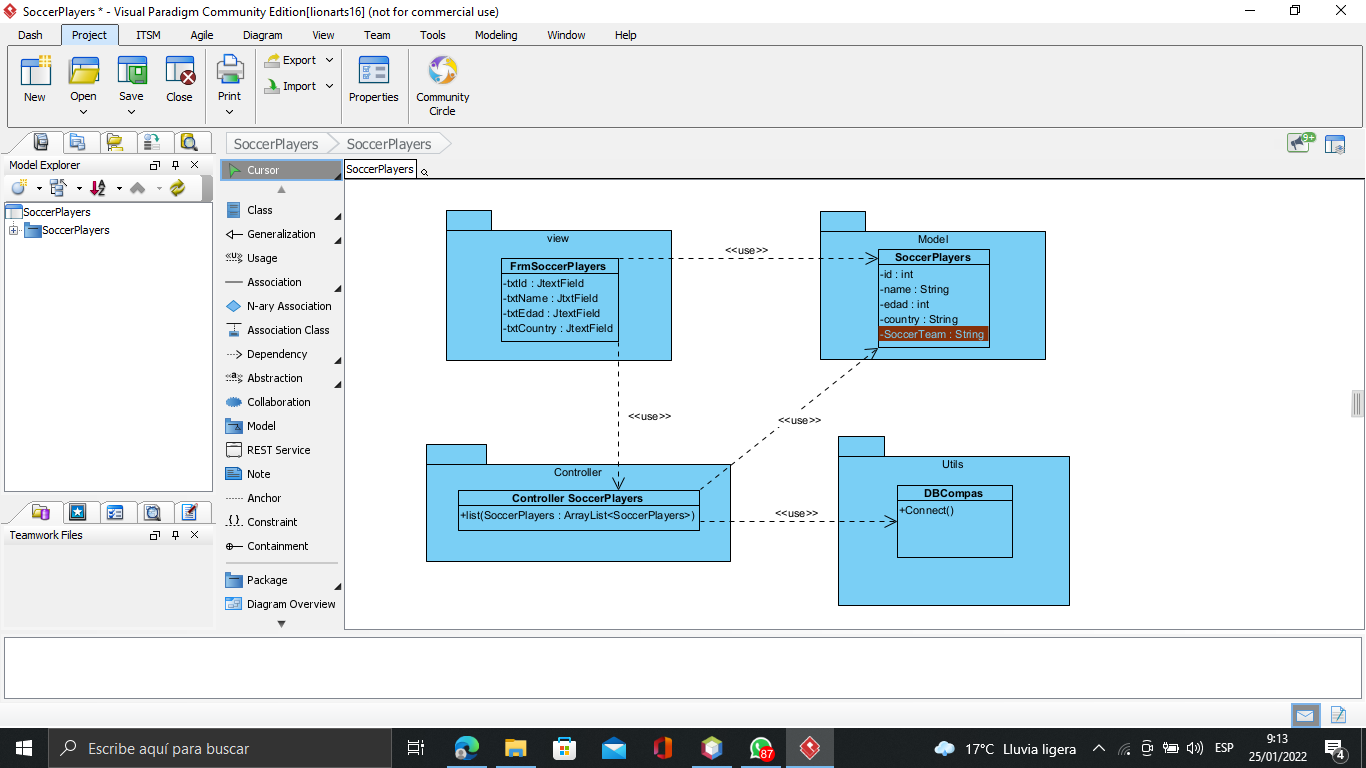 SoccerPlayers * - Visual Paradigm Community Edition[lionarts16] (not for commercial use)
Dash Project ITSM Agile Diagram View Team Tools Modeling Window Help
New Open Save Close Print Export Import Properties Community Circle
SoccerPlayers SoccerPlayers
9+
Model Explorer
SoccerPlayers
SoccerPlayers
Teamwork Files
Cursor
Class
Generalization
Usage
Association
N-ary Association
Association Class
Dependency
Abstraction
Collaboration
Model
REST Service
Note
Anchor
Constraint
Containment
Package
Diagram Overview
SoccerPlayers
view
FrmSoccerPlayers
-txtId : JtextField
-txtName : JtxtField
-txtEdad : JtextField
-txtCountry : JtextField
<<use>>
Model
SoccerPlayers
-id : int
-name : String
-edad : int
-country : String
-SoccerTeam : String
<<use>>
<<use>>
Controller
Controller SoccerPlayers
+list(SoccerPlayers : ArrayList<SoccerPlayers>)
<<use>>
Utils
DBCompas
+Connect()
Escribe aquí para buscar
87
17°C Lluvia ligera
ESP
9:13
25/01/2022
4